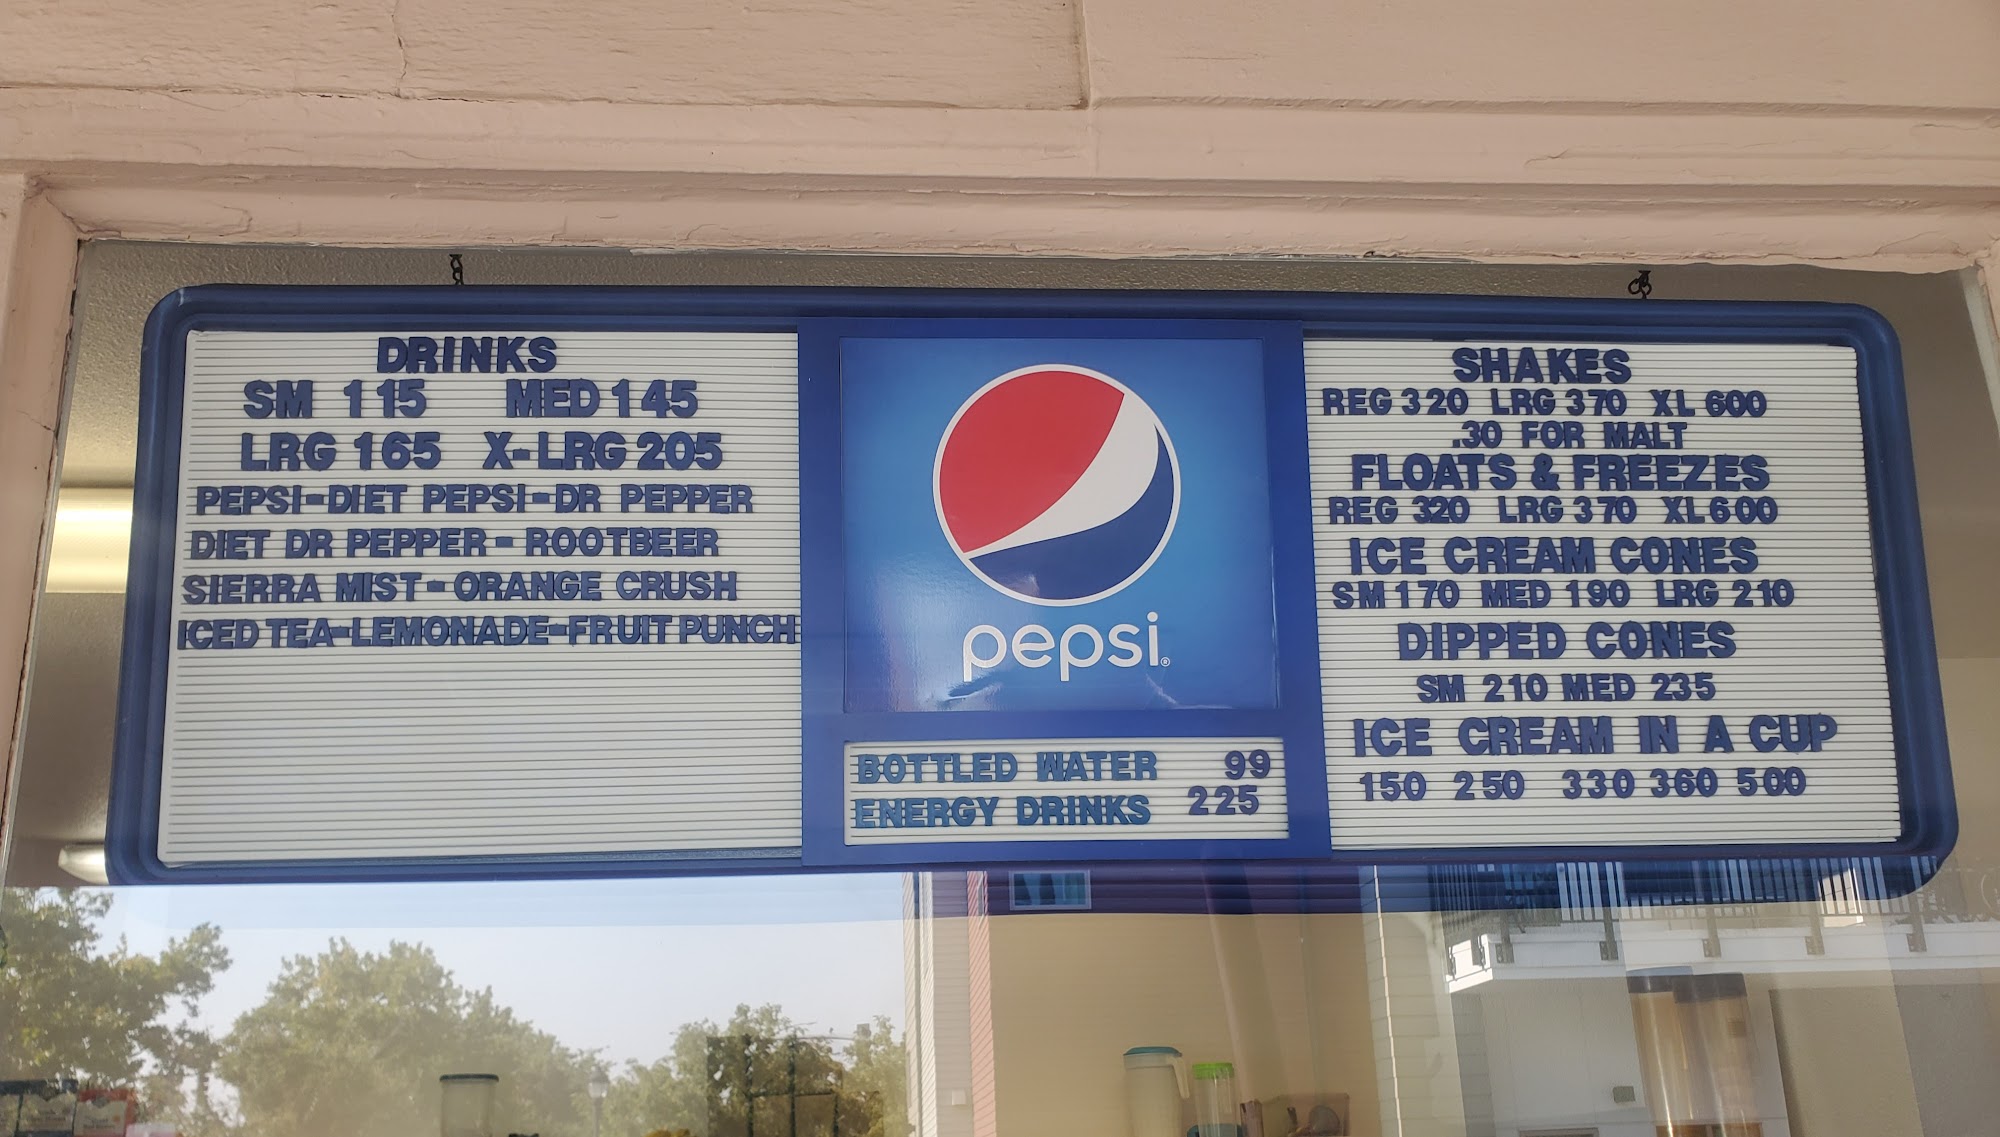 DRINKS
SM 115 MED 145
LRG 165 X-LRG 205
PEPSI-DIET PEPSI-DR PEPPER
DIET DR PEPPER-ROOTBEER
SIERRA MIST-ORANGE CRUSH
ICED TEA-LEMONADE-FRUIT PUNCH
pepsi®
BOTTLED WATER 99
ENERGY DRINKS 225
SHAKES
REG 320 LRG 370 XL 600
.30 FOR MALT
FLOATS & FREEZES
REG 320 LRG 370 XL 600
ICE CREAM CONES
SM 170 MED 190 LRG 210
DIPPED CONES
SM 210 MED 235
ICE CREAM IN A CUP
150 250 330 360 500